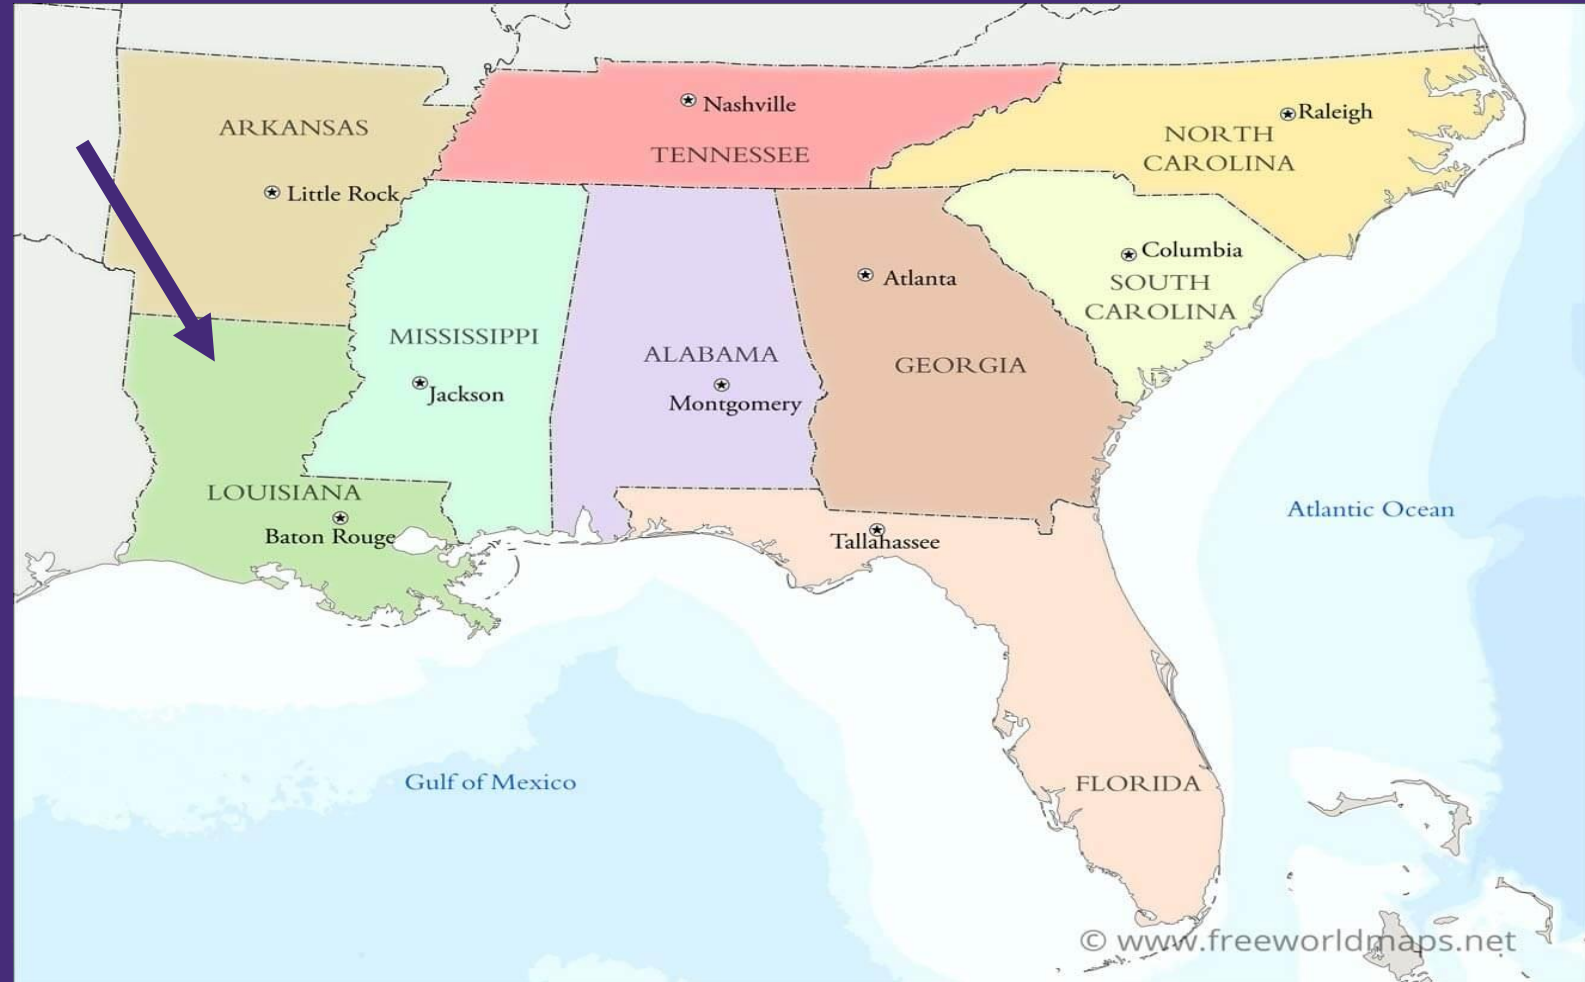 Nashville
Raleigh
ARKANSAS
NORTH
CAROLINA
TENNESSEE
Little Rock
Columbia
SOUTH
CAROLINA
Atlanta
MISSISSIPPI
ALABAMA
GEORGIA
Jackson
Montgomery
LOUISIANA
Baton Rouge
Atlantic Ocean
Tallahassee
Gulf of Mexico
FLORIDA
© www.freeworldmaps.net